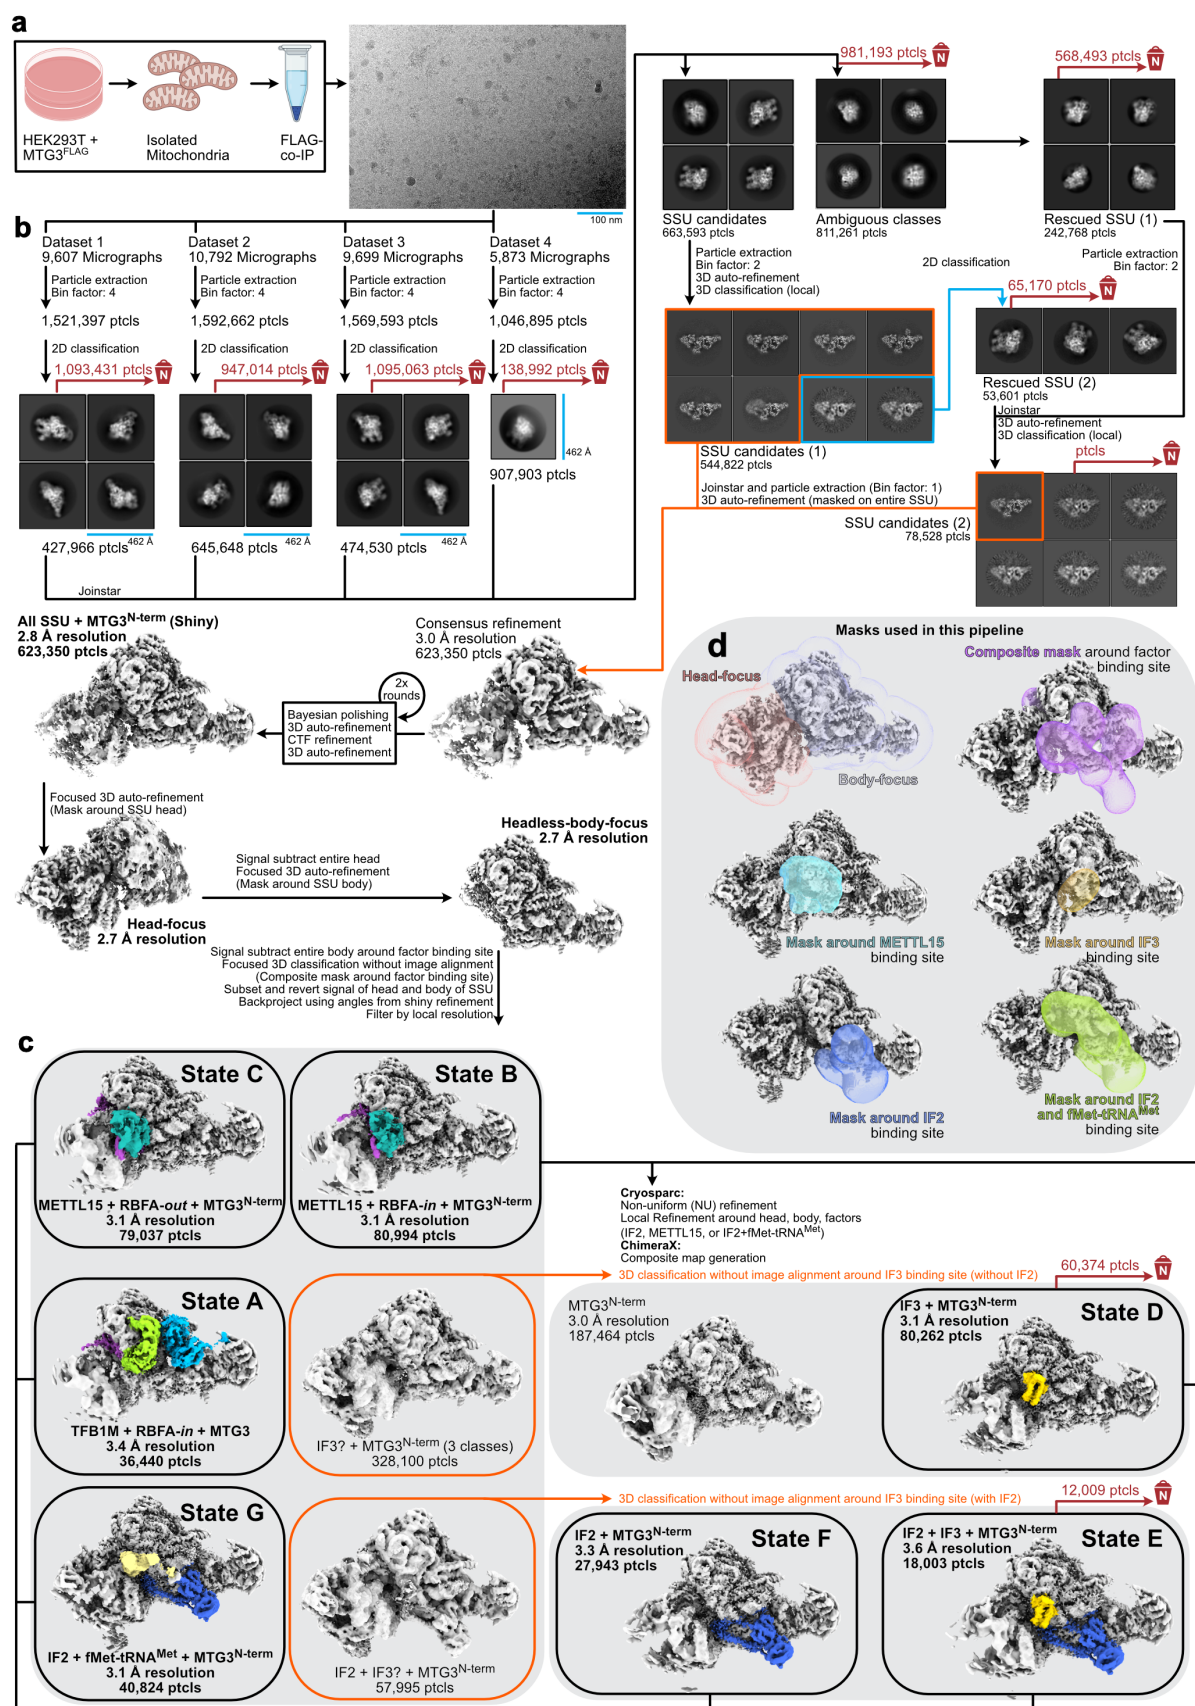 a
HEK293T +
MTG3FLAG
Isolated
Mitochondria
FLAG-
co-IP
100 nm
981,193 ptcls
N
568,493 ptcls
N
SSU candidates
663,593 ptcls
Ambiguous classes
811,261 ptcls
Rescued SSU (1)
242,768 ptcls
Particle extraction
Bin factor: 2
3D auto-refinement
3D classification (local)
2D classification
Particle extraction
Bin factor: 2
65,170 ptcls
N
Rescued SSU (2)
53,601 ptcls
Joinstar
3D auto-refinement
3D classification (local)
SSU candidates (1)
544,822 ptcls
ptcls
N
Joinstar and particle extraction (Bin factor: 1)
3D auto-refinement (masked on entire SSU)
SSU candidates (2)
78,528 ptcls
b
Dataset 1
9,607 Micrographs
Dataset 2
10,792 Micrographs
Dataset 3
9,699 Micrographs
Dataset 4
5,873 Micrographs
Particle extraction
Bin factor: 4
Particle extraction
Bin factor: 4
Particle extraction
Bin factor: 4
Particle extraction
Bin factor: 4
1,521,397 ptcls
1,592,662 ptcls
1,569,593 ptcls
1,046,895 ptcls
2D classification
2D classification
2D classification
2D classification
1,093,431 ptcls
N
947,014 ptcls
N
1,095,063 ptcls
N
138,992 ptcls
N
462 Å
907,903 ptcls
427,966 ptcls
462 Å
645,648 ptcls
462 Å
474,530 ptcls
462 Å
Joinstar
All SSU + MTG3N-term (Shiny)
2.8 Å resolution
623,350 ptcls
Consensus refinement
3.0 Å resolution
623,350 ptcls
2x
rounds
Bayesian polishing
3D auto-refinement
CTF refinement
3D auto-refinement
Focused 3D auto-refinement
(Mask around SSU head)
Headless-body-focus
2.7 Å resolution
Signal subtract entire head
Focused 3D auto-refinement
(Mask around SSU body)
Head-focus
2.7 Å resolution
Signal subtract entire body around factor binding site
Focused 3D classification without image alignment
(Composite mask around factor binding site)
Subset and revert signal of head and body of SSU
Backproject using angles from shiny refinement
Filter by local resolution
d
Masks used in this pipeline
Head-focus
Body-focus
Composite mask around factor
binding site
Mask around METTL15
binding site
Mask around IF3
binding site
Mask around IF2
binding site
Mask around IF2
and fMet-tRNAMet
binding site
c
State C
METTL15 + RBFA-out + MTG3N-term
3.1 Å resolution
79,037 ptcls
State B
METTL15 + RBFA-in + MTG3N-term
3.1 Å resolution
80,994 ptcls
Cryosparc:
Non-uniform (NU) refinement
Local Refinement around head, body, factors
(IF2, METTL15, or IF2+fMet-tRNAMet)
ChimeraX:
Composite map generation
State A
TFB1M + RBFA-in + MTG3
3.4 Å resolution
36,440 ptcls
IF3? + MTG3N-term (3 classes)
328,100 ptcls
3D classification without image alignment around IF3 binding site (without IF2)
60,374 ptcls
N
MTG3N-term
3.0 Å resolution
187,464 ptcls
IF3 + MTG3N-term
3.1 Å resolution
80,262 ptcls
State D
State G
IF2 + fMet-tRNAMet + MTG3N-term
3.1 Å resolution
40,824 ptcls
IF2 + IF3? + MTG3N-term
57,995 ptcls
3D classification without image alignment around IF3 binding site (with IF2)
12,009 ptcls
N
IF2 + MTG3N-term
3.3 Å resolution
27,943 ptcls
State F
IF2 + IF3 + MTG3N-term
3.6 Å resolution
18,003 ptcls
State E